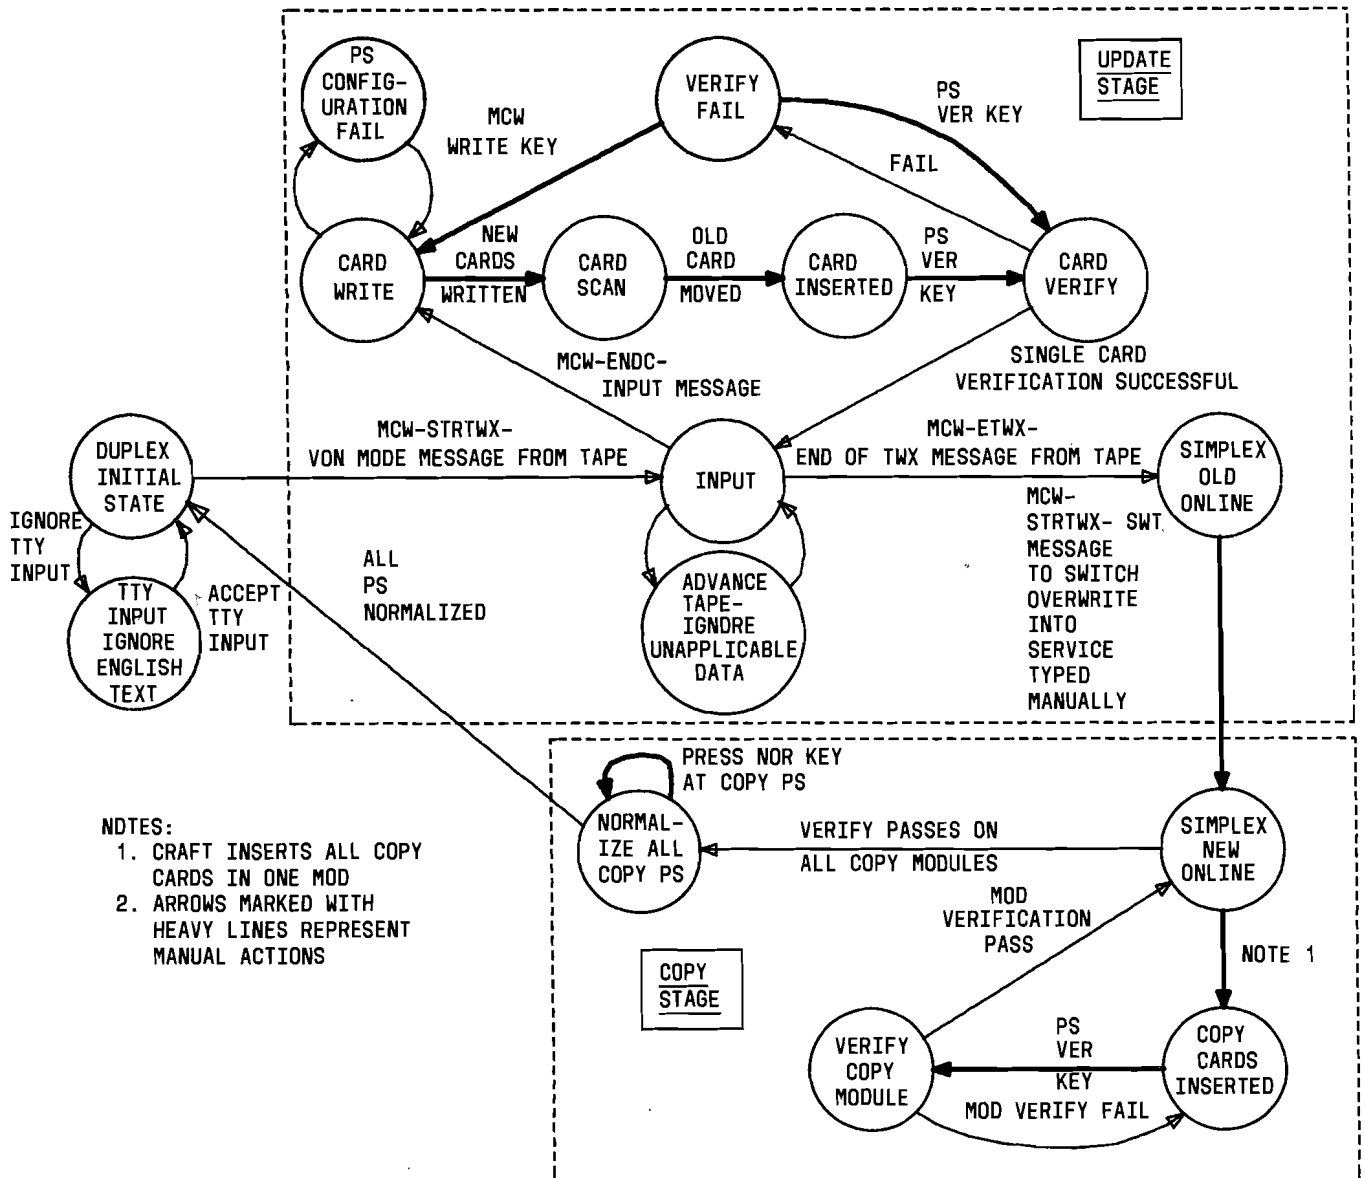 PS
CONFIG-
URATION
FAIL
MCW
WRITE KEY
VERIFY
FAIL
PS
VER KEY
UPDATE
STAGE
FAIL
CARD
WRITE
NEW
CARDS
WRITTEN
CARD
SCAN
OLD
CARD
MOVED
CARD
INSERTED
PS
VER
KEY
CARD
VERIFY
MCW-ENDC-
INPUT MESSAGE
SINGLE CARD
VERIFICATION SUCCESSFUL
DUPLEX
INITIAL
STATE
MCW-STRTWX-
VON MODE MESSAGE FROM TAPE
INPUT
MCW-ETWX-
END OF TWX MESSAGE FROM TAPE
SIMPLEX
OLD
ONLINE
IGNORE
TTY
INPUT
TTY
INPUT
IGNORE
ENGLISH
TEXT
ACCEPT
TTY
INPUT
ALL
PS
NORMALIZED
ADVANCE
TAPE-
IGNDRE
UNAPPLICABLE
DATA
MCW-
STRTWX- SWT
MESSAGE
TO SWITCH
OVERWRITE
INTO
SERVICE
TYPED
MANUALLY
PRESS NOR KEY
AT COPY PS
NORMAL-
IZE ALL
COPY PS
VERIFY PASSES ON
ALL COPY MODULES
SIMPLEX
NEW
ONLINE
NDTES:
1. CRAFT INSERTS ALL COPY
CARDS IN ONE MOD
2. ARROWS MARKED WITH
HEAVY LINES REPRESENT
MANUAL ACTIONS
MOD
VERIFICATION
PASS
NOTE 1
COPY
STAGE
VERIFY
COPY
MODULE
PS
VER
KEY
MOD VERIFY FAIL
COPY
CARDS
INSERTED